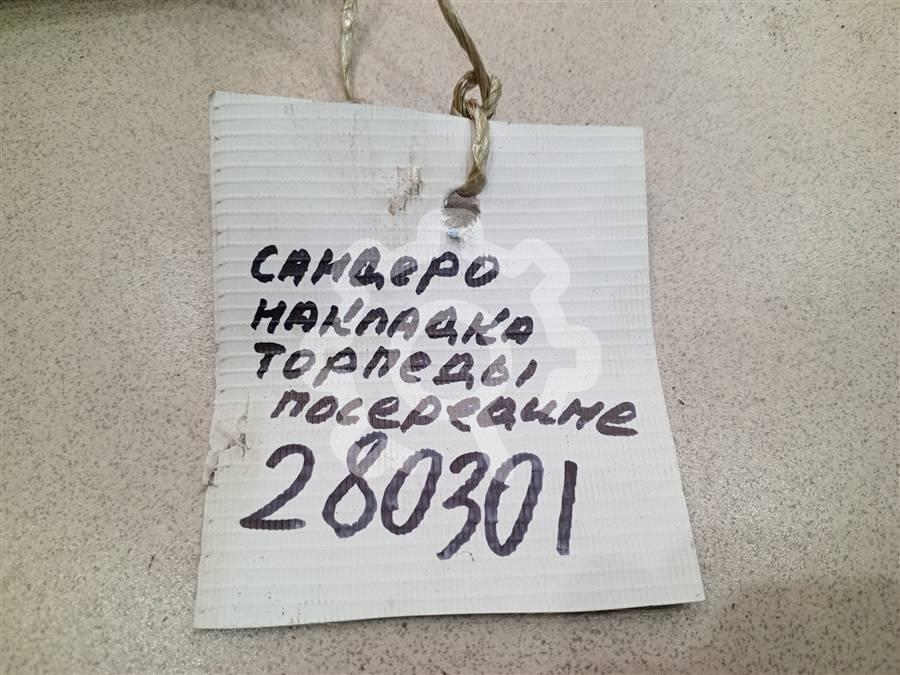 сандеро
накладка
торпеды
посередине
280301